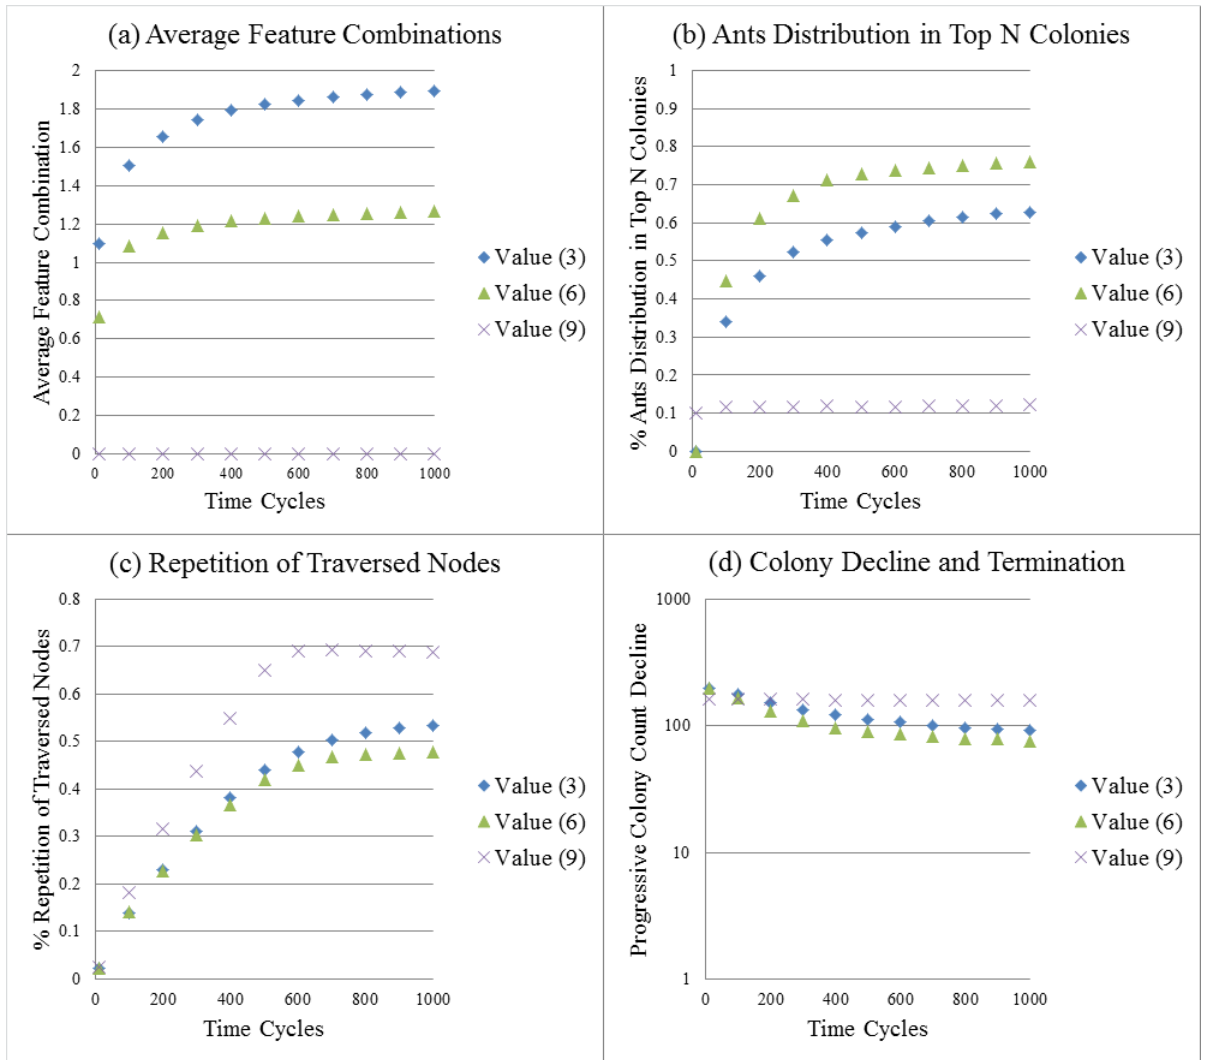 (a) Average Feature Combinations
2
1.8
1.6
1.4
1.2
1
0.8
0.6
0.4
0.2
0
Average Feature Combination
0 200 400 600 800 1000
Time Cycles
Value (3)
Value (6)
Value (9)
(b) Ants Distribution in Top N Colonies
1
0.9
0.8
0.7
0.6
0.5
0.4
0.3
0.2
0.1
0
% Ants Distribution in Top N Colonies
0 200 400 600 800 1000
Time Cycles
Value (3)
Value (6)
Value (9)
(c) Repetition of Traversed Nodes
0.8
0.7
0.6
0.5
0.4
0.3
0.2
0.1
0
% Repetition of Traversed Nodes
0 200 400 600 800 1000
Time Cycles
Value (3)
Value (6)
Value (9)
(d) Colony Decline and Termination
1000
100
10
1
Progressive Colony Count Decline
0 200 400 600 800 1000
Time Cycles
Value (3)
Value (6)
Value (9)